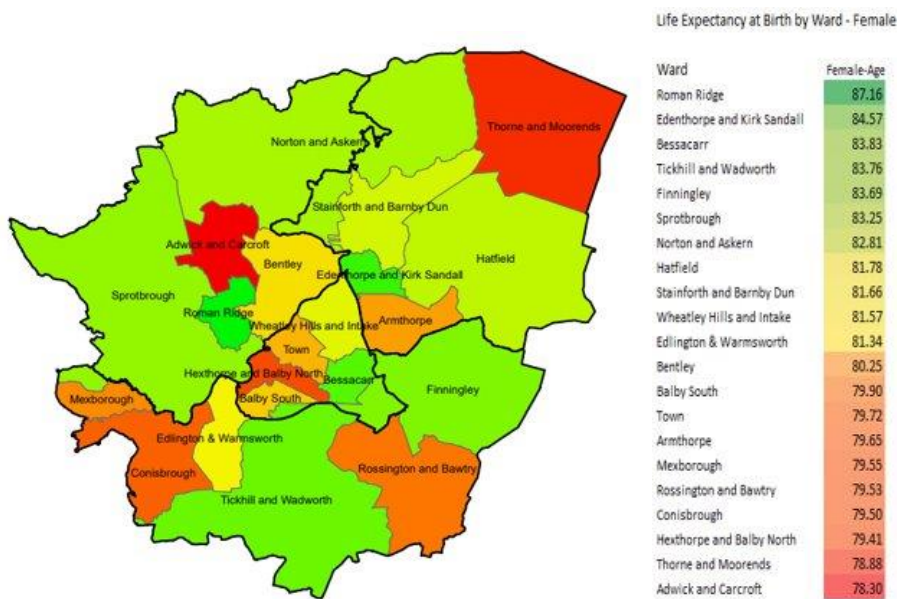 Life Expectancy at Birth by Ward - Female
Ward Female-Age
Roman Ridge 87.16
Edenthorpe and Kirk Sandall 84.57
Bessacarr 83.83
Tickhill and Wadworth 83.76
Finningley 83.69
Sprotbrough 83.25
Norton and Askern 82.81
Hatfield 81.78
Stainforth and Barnby Dun 81.66
Wheatley Hills and Intake 81.57
Edlington & Warmsworth 81.34
Bentley 80.25
Balby South 79.90
Town 79.72
Armthorpe 79.65
Mexborough 79.55
Rossington and Bawtry 79.53
Conisbrough 79.50
Hexthorpe and Balby North 79.41
Thorne and Moorends 78.88
Adwick and Carcroft 78.30
Thorne and Moorends
Norton and Askern
Stainforth and Barnby Dun
Adwick and Carcroft
Bentley
Hatfield
Edenthorpe and Kirk Sandall
Sprotbrough
Roman Ridge
Wheatley Hills and Intake
Armthorpe
Town
Hexthorpe and Balby North
Bessacarr
Finningley
Mexborough
Balby South
Edlington & Warmsworth
Conisbrough
Rossington and Bawtry
Tickhill and Wadworth